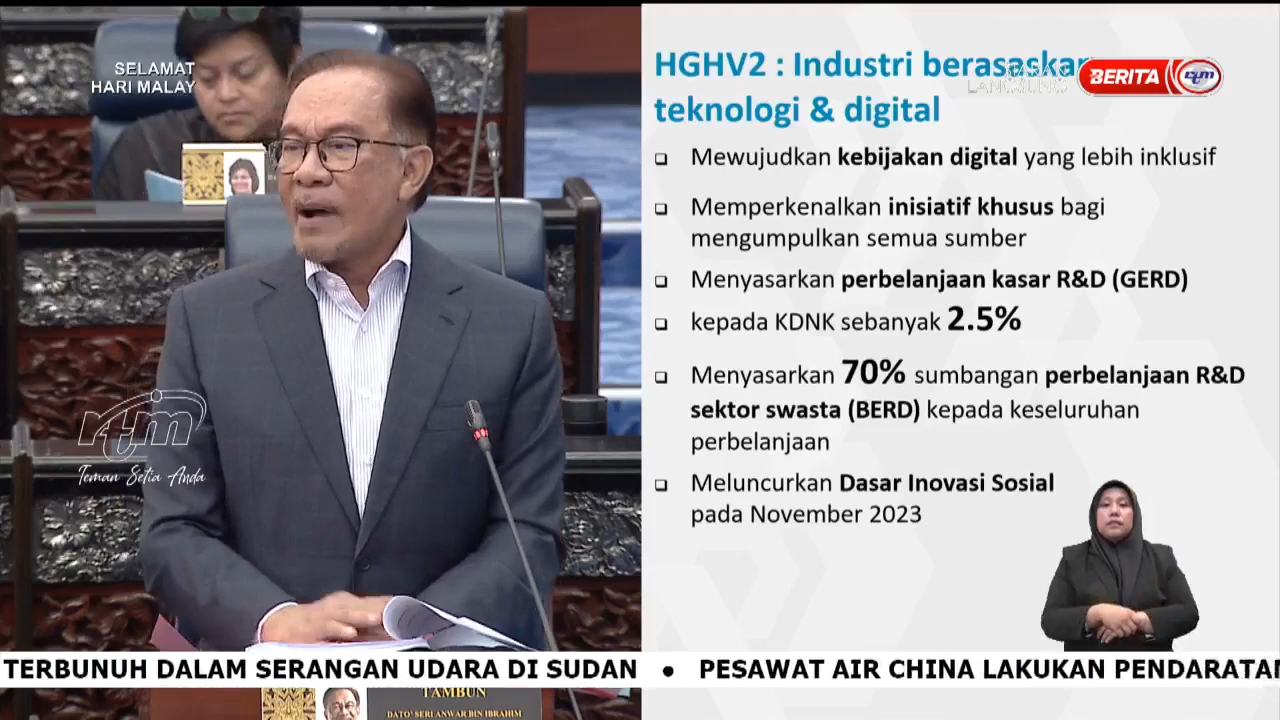 SELAMAT
HARI MALAY
HGHV2 : Industri berasaskan
teknologi & digital
LANGSUNG
BERITA rtm
❑ Mewujudkan kebijakan digital yang lebih inklusif
❑ Memperkenalkan inisiatif khusus bagi
mengumpulkan semua sumber
❑ Menyasarkan perbelanjaan kasar R&D (GERD)
❑ kepada KDNK sebanyak 2.5%
❑ Menyasarkan 70% sumbangan perbelanjaan R&D
sektor swasta (BERD) kepada keseluruhan
perbelanjaan
❑ Meluncurkan Dasar Inovasi Sosial
pada November 2023
rtm
Teman Setia Anda
TERBUNUH DALAM SERANGAN UDARA DI SUDAN • PESAWAT AIR CHINA LAKUKAN PENDARATAN
TAMBUN
DATO' SERI ANWAR BIN IBRAHIM